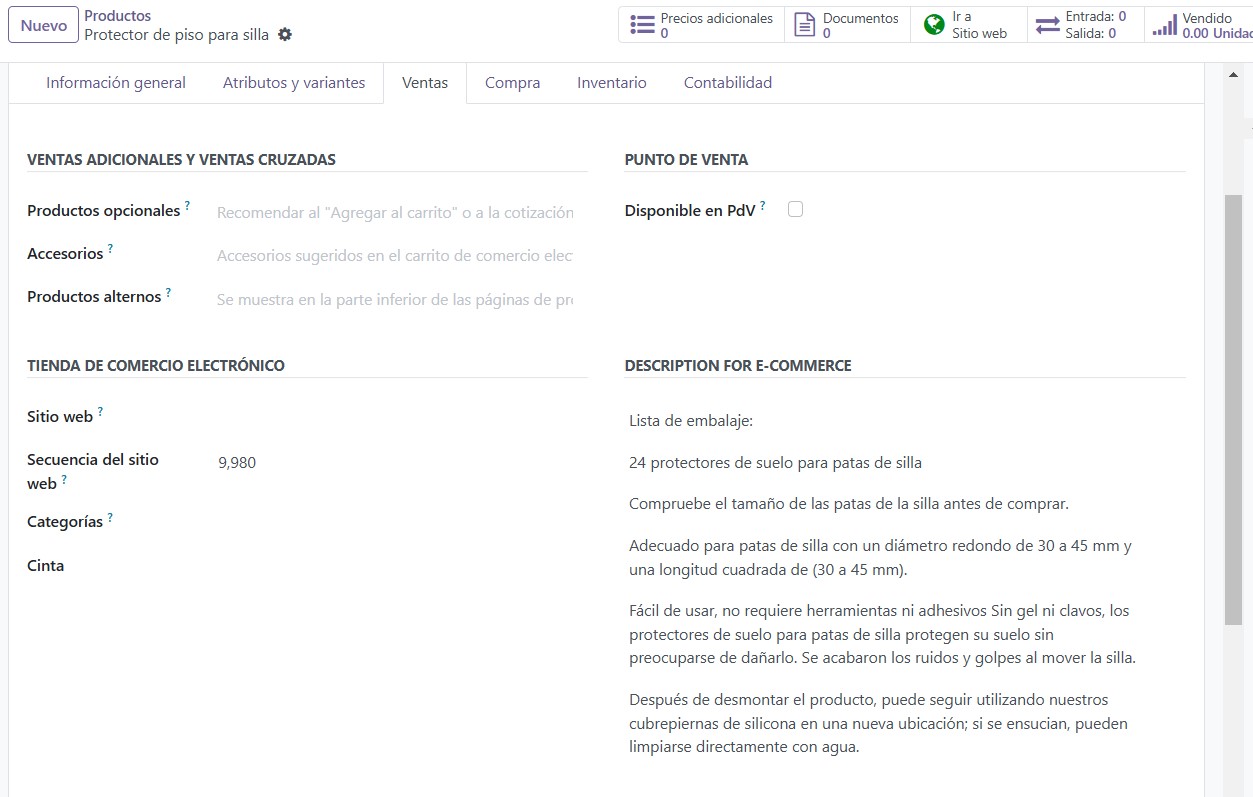 Nuevo
Productos
Protector de piso para silla
Precios adicionales
0
Documentos
0
Ir a
Sitio web
Entrada: 0
Salida: 0
Vendido
0.00 Unidad
Información general
Atributos y variantes
Ventas
Compra
Inventario
Contabilidad
VENTAS ADICIONALES Y VENTAS CRUZADAS
Productos opcionales ?
Recomendar al "Agregar al carrito" o a la cotización
Accesorios ?
Accesorios sugeridos en el carrito de comercio elec
Productos alternos ?
Se muestra en la parte inferior de las páginas de pro
PUNTO DE VENTA
Disponible en PdV ?
TIENDA DE COMERCIO ELECTRÓNICO
Sitio web ?
Secuencia del sitio
web ?
9,980
Categorías ?
Cinta
DESCRIPTION FOR E-COMMERCE
Lista de embalaje:
24 protectores de suelo para patas de silla
Compruebe el tamaño de las patas de la silla antes de comprar.
Adecuado para patas de silla con un diámetro redondo de 30 a 45 mm y
una longitud cuadrada de (30 a 45 mm).
Fácil de usar, no requiere herramientas ni adhesivos Sin gel ni clavos, los
protectores de suelo para patas de silla protegen su suelo sin
preocuparse de dañarlo. Se acabaron los ruidos y golpes al mover la silla.
Después de desmontar el producto, puede seguir utilizando nuestros
cubrepiernas de silicona en una nueva ubicación; si se ensucian, pueden
limpiarse directamente con agua.